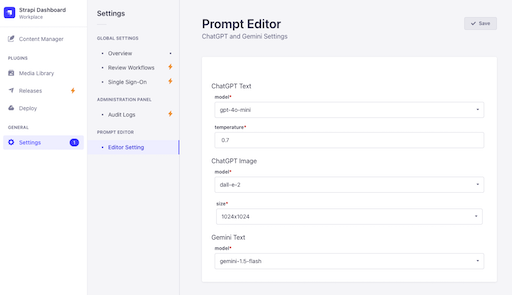 Strapi Dashboard
Workplace
Content Manager
PLUGINS
Media Library
Releases
Deploy
GENERAL
Settings
1
Settings
GLOBAL SETTINGS
Overview
Review Workflows
Single Sign-On
ADMINISTRATION PANEL
Audit Logs
PROMPT EDITOR
Editor Setting
Prompt Editor
ChatGPT and Gemini Settings
Save
ChatGPT Text
model*
gpt-4o-mini
temperature*
0.7
ChatGPT Image
model*
dall-e-2
size*
1024x1024
Gemini Text
model*
gemini-1.5-flash